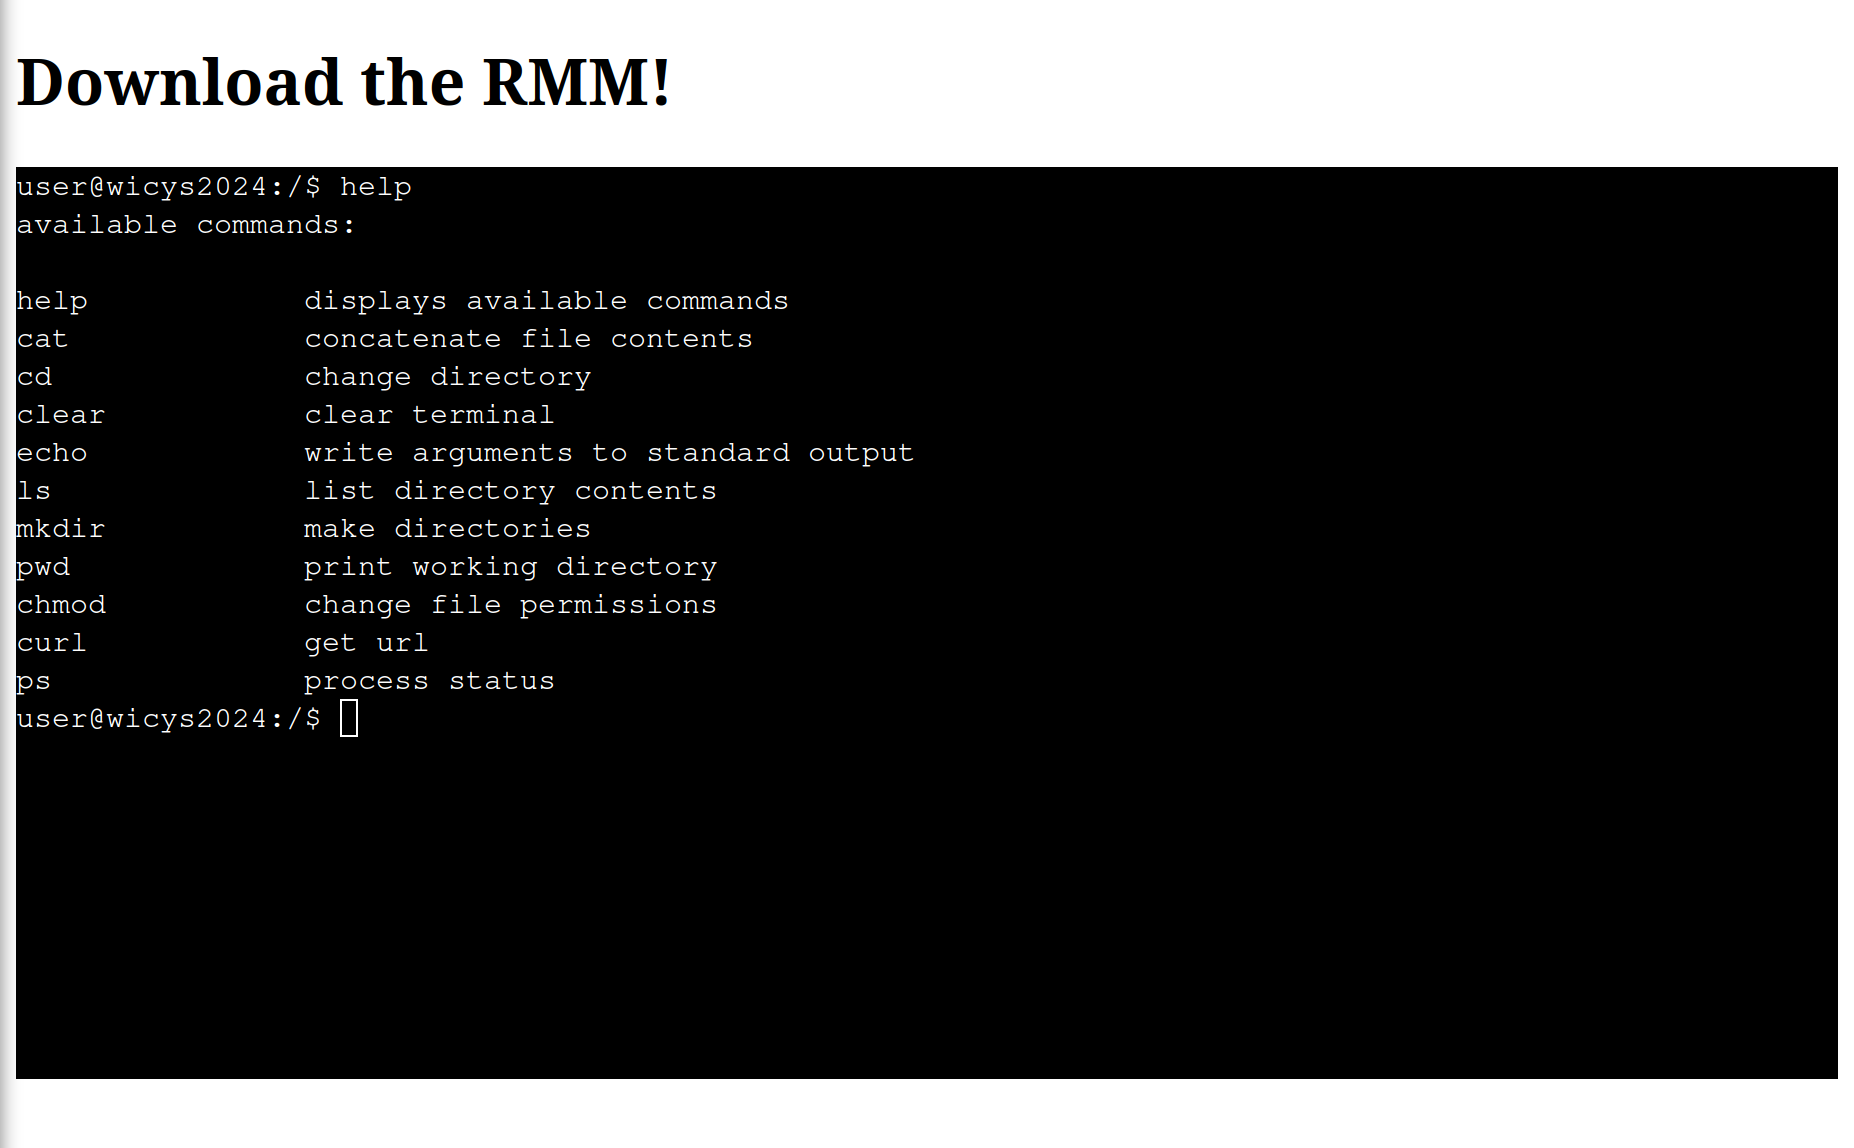 Download the RMM!
user@wicys2024:/$ help
available commands:
help displays available commands
cat concatenate file contents
cd change directory
clear clear terminal
echo write arguments to standard output
ls list directory contents
mkdir make directories
pwd print working directory
chmod change file permissions
curl get url
ps process status
user@wicys2024:/$